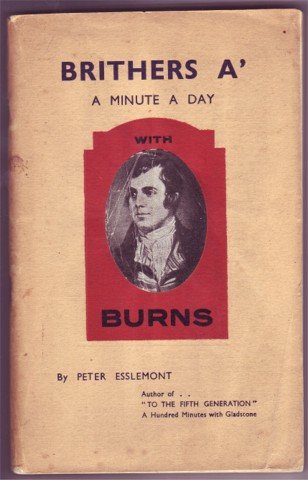 BRITHERS A'
A MINUTE A DAY
WITH
BURNS
By PETER ESSLEMONT
Author of . .
"TO THE FIFTH GENERATION"
A Hundred Minutes with Gladstone